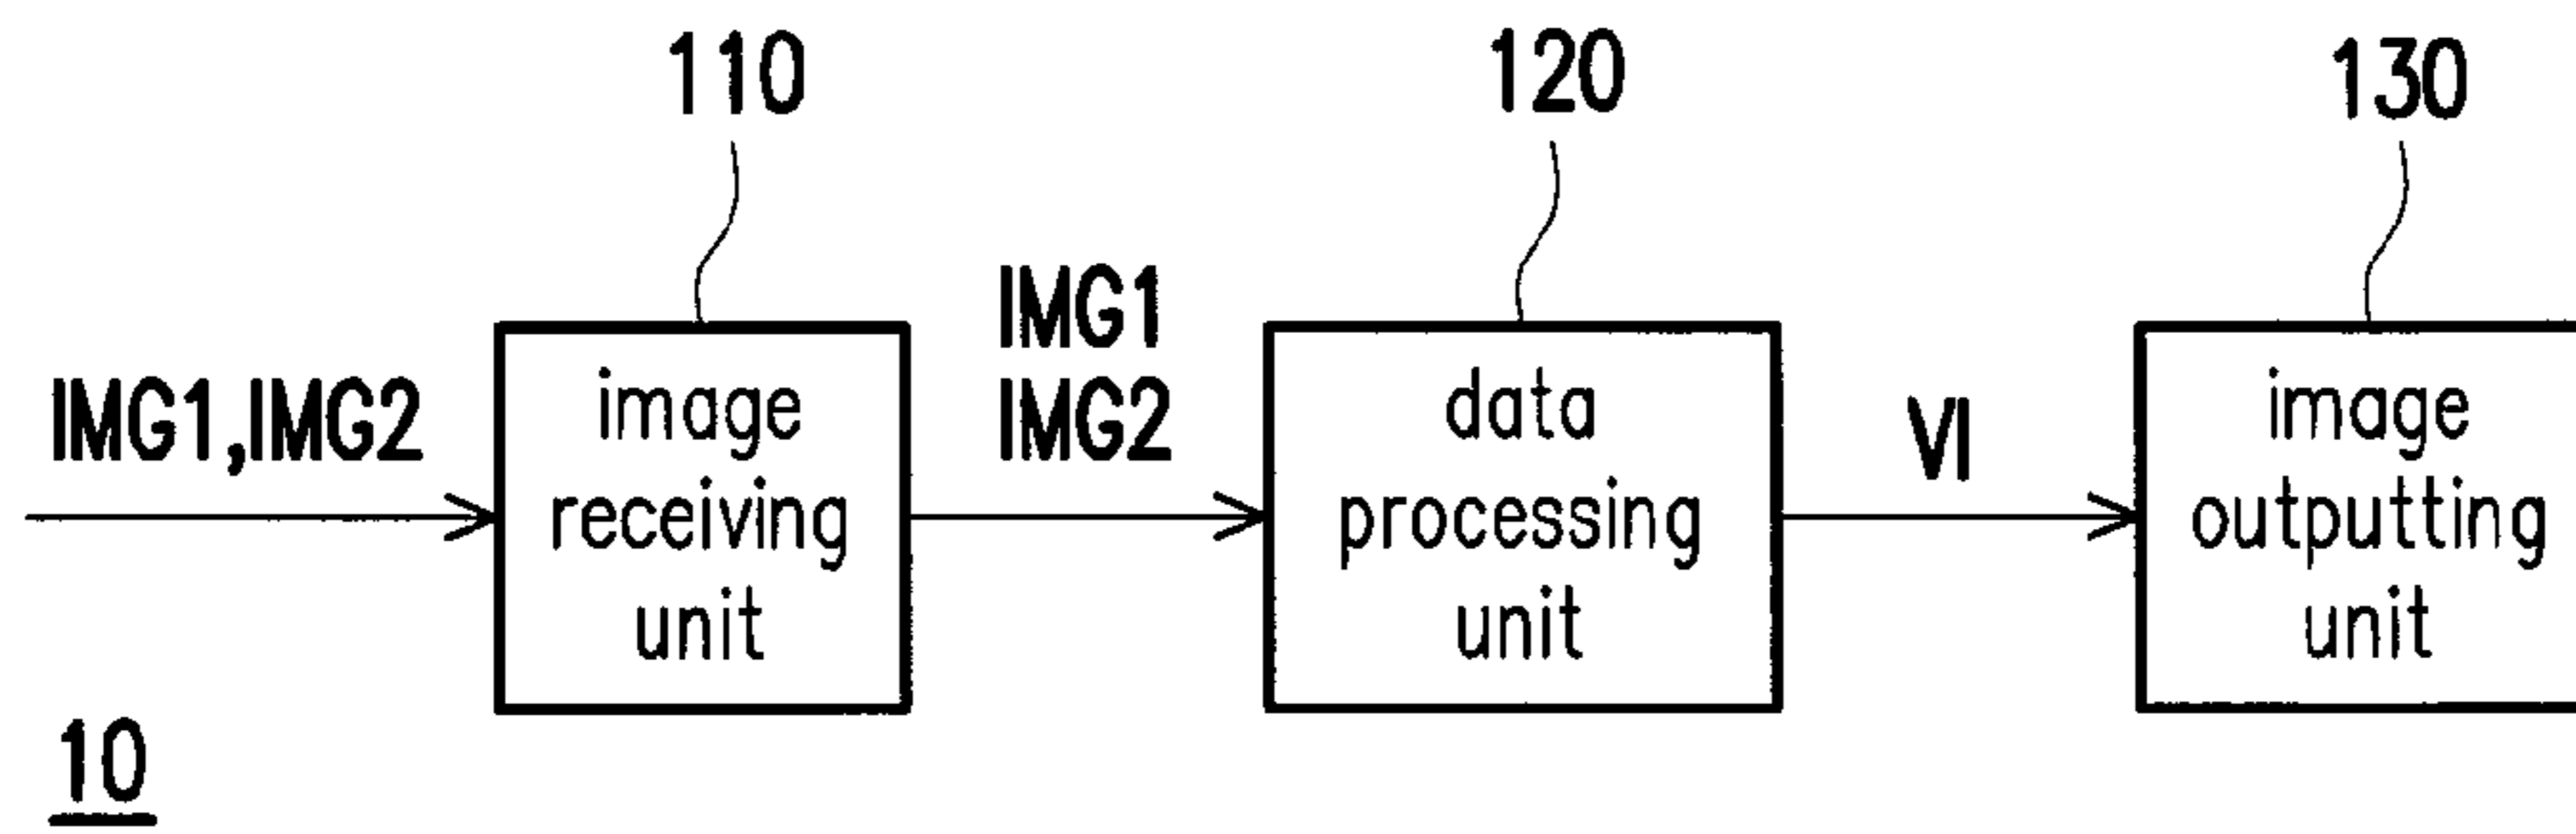 110
120
130
IMG1,IMG2
image
receiving
unit
IMG1
IMG2
data
processing
unit
VI
image
outputting
unit
10